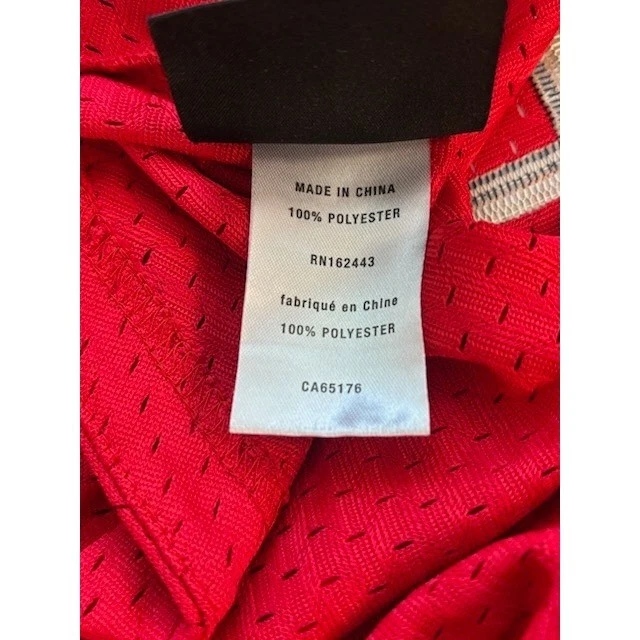 MADE IN CHINA
100% POLYESTER
RN162443
fabriqué en Chine
100% POLYESTER
CA65176